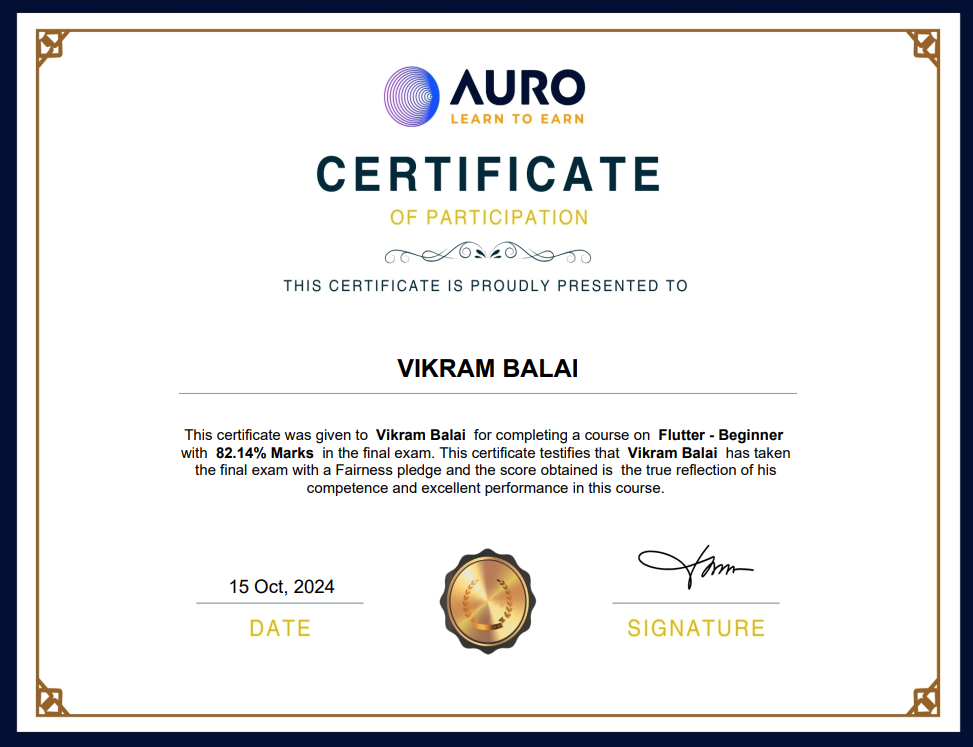 AURO
LEARN TO EARN
CERTIFICATE
OF PARTICIPATION
THIS CERTIFICATE IS PROUDLY PRESENTED TO
VIKRAM BALAI
This certificate was given to Vikram Balai for completing a course on Flutter - Beginner
with 82.14% Marks in the final exam. This certificate testifies that Vikram Balai has taken
the final exam with a Fairness pledge and the score obtained is the true reflection of his
competence and excellent performance in this course.
15 Oct, 2024
DATE
SIGNATURE